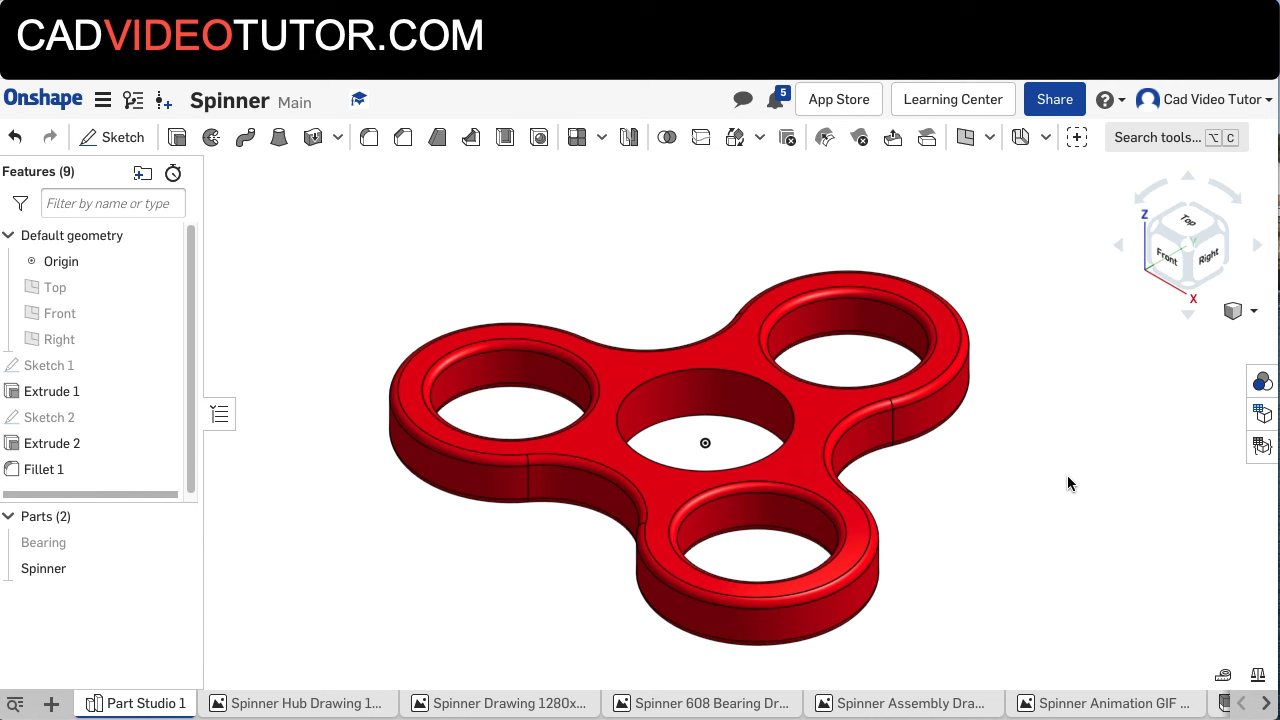 CADVIDEOTUTOR.COM
Onshape
Spinner Main
5
App Store
Learning Center
Share
Cad Video Tutor
Sketch
Search tools... ⌥ C
Features (9)
Filter by name or type
Default geometry
Origin
Top
Front
Right
Sketch 1
Extrude 1
Sketch 2
Extrude 2
Fillet 1
Parts (2)
Bearing
Spinner
Z
Top
Y
Front
Right
X
Part Studio 1
Spinner Hub Drawing 1...
Spinner Drawing 1280x...
Spinner 608 Bearing Dr...
Spinner Assembly Dra...
Spinner Animation GIF ...